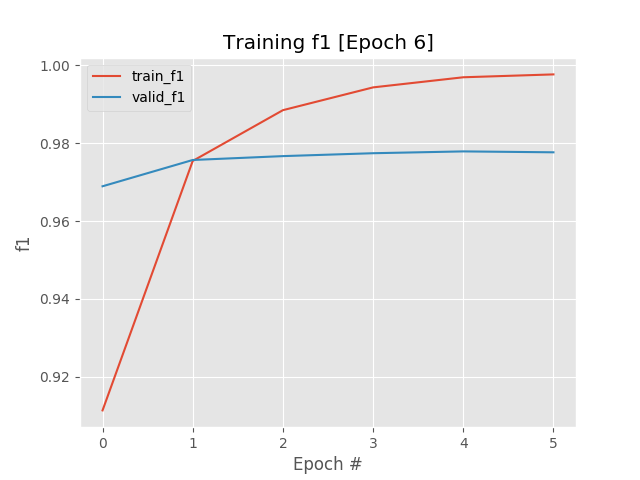 Training f1 [Epoch 6]
train_f1
valid_f1
1.00
0.98
0.96
0.94
0.92
f1
0 1 2 3 4 5
Epoch #